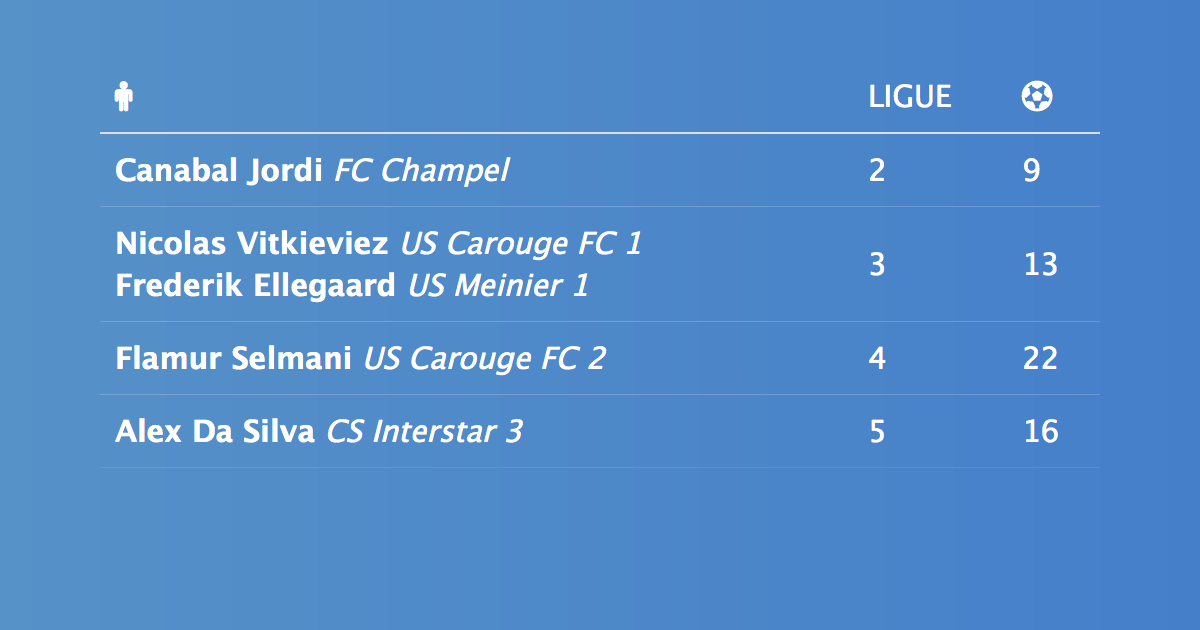 LIGUE
Canabal Jordi FC Champel 2 9
Nicolas Vitkieviez US Carouge FC 1
Frederik Ellegaard US Meinier 1
3 13
Flamur Selmani US Carouge FC 2 4 22
Alex Da Silva CS Interstar 3 5 16